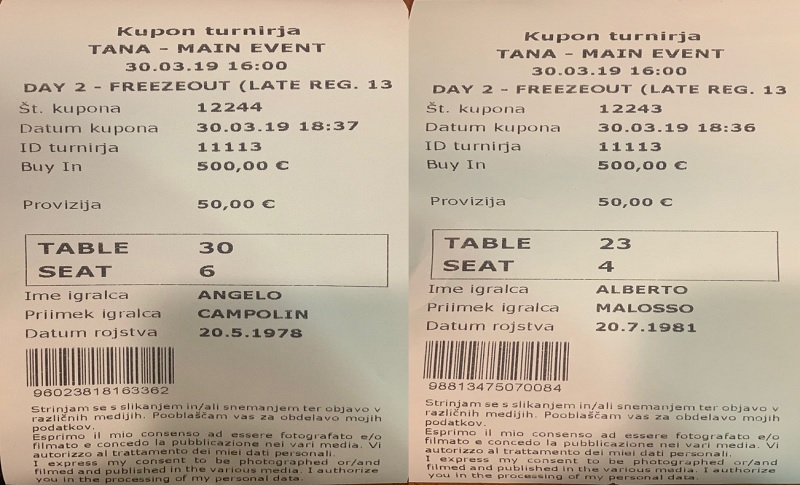 Kupon turnirja
TANA - MAIN EVENT
30.03.19 16:00
DAY 2 - FREEZEOUT (LATE REG. 13
Št. kupona 12244
Datum kupona 30.03.19 18:37
ID turnirja 11113
Buy In 500,00 €
Provizija 50,00 €
TABLE 30
SEAT 6
Ime igralca ANGELO
Priimek igralca CAMPOLIN
Datum rojstva 20.5.1978
96023818163362
Strinjam se s slikanjem in/ali snemanjem ter objavo v
različnih medijih. Pooblaščam vas za obdelavo mojih
podatkov.
Esprimo il mio consenso ad essere fotografato e/o
filmato e concedo la pubblicazione nei vari media. Vi
autorizzo al trattamento dei miei dati personali.
I express my consent to be photographed or/and
filmed and published in the various media. I authorize
you in the processing of my personal data.
Kupon turnirja
TANA - MAIN EVENT
30.03.19 16:00
DAY 2 - FREEZEOUT (LATE REG. 13
Št. kupona 12243
Datum kupona 30.03.19 18:36
ID turnirja 11113
Buy In 500,00 €
Provizija 50,00 €
TABLE 23
SEAT 4
Ime igralca ALBERTO
Priimek igralca MALOSSO
Datum rojstva 20.7.1981
98813475070084
Strinjam se s slikanjem in/ali snemanjem ter objavo v
različnih medijih. Pooblaščam vas za obdelavo mojih
podatkov.
Esprimo il mio consenso ad essere fotografato e/o
filmato e concedo la pubblicazione nei vari media. Vi
autorizzo al trattamento dei miei dati personali.
I express my consent to be photographed or/and
filmed and published in the various media. I authorize
you in the processing of my personal data.